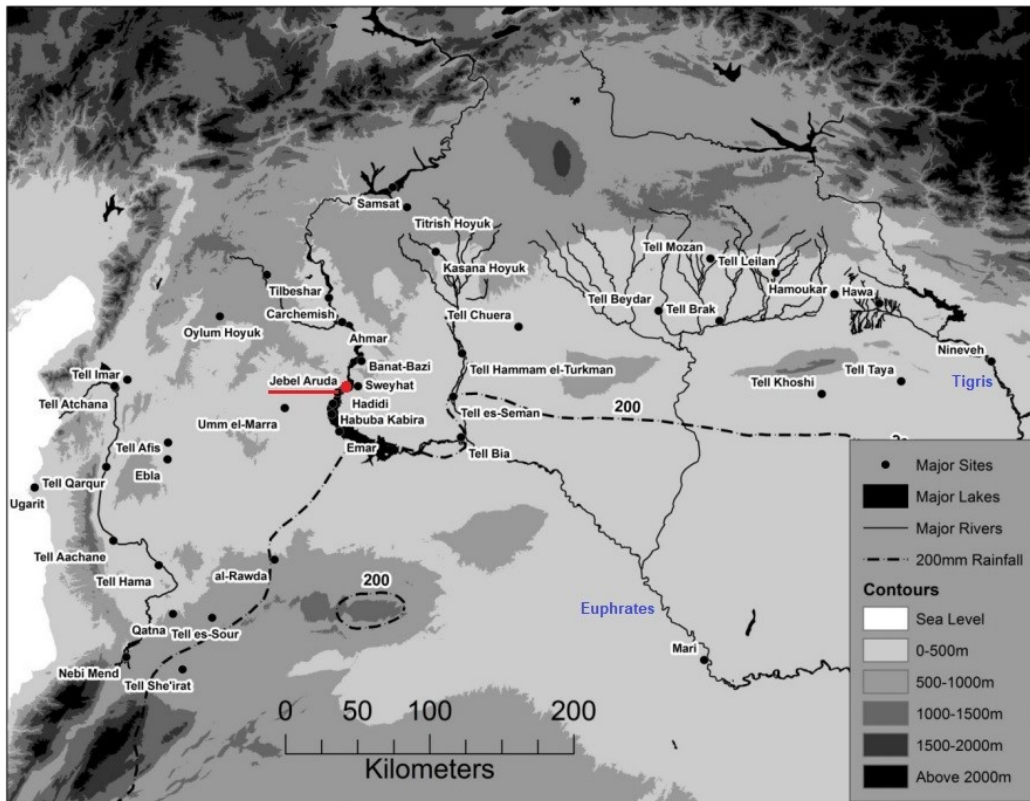 Samsat
Titrish Hoyuk
Kasana Hoyuk
Tell Mozan
Tell Leilan
Hamoukar
Hawa
Tilbeshar
Carchemish
Tell Beydar
Tell Brak
Oylum Hoyuk
Tell Chuera
Ahmar
Banat-Bazi
Nineveh
Tell Imar
Jebel Aruda
Sweyhat
Tell Hammam el-Turkman
Tell Khoshi
Tell Taya
Tigris
Tell Atchana
Hadidi
Umm el-Marra
Habuba Kabira
Tell es-Seman
200
Tell Afis
Emar
Tell Bia
Ebla
Tell Qarqur
Ugarit
Tell Aachane
Tell Hama
al-Rawda
200
Qatna
Tell es-Sour
Euphrates
Mari
Nebi Mend
Tell She'irat
0 50 100 200
Kilometers
Major Sites
Major Lakes
Major Rivers
200mm Rainfall
Contours
Sea Level
0-500m
500-1000m
1000-1500m
1500-2000m
Above 2000m